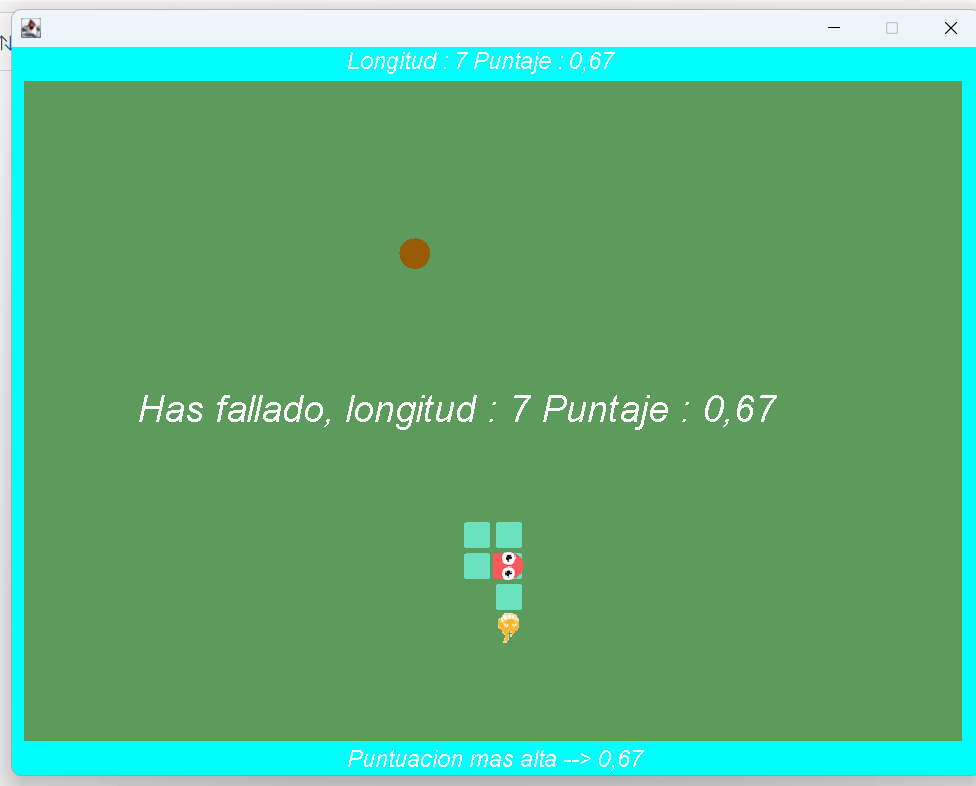 Longitud : 7 Puntaje : 0,67
Has fallado, longitud : 7 Puntaje : 0,67
Puntuacion mas alta --> 0,67